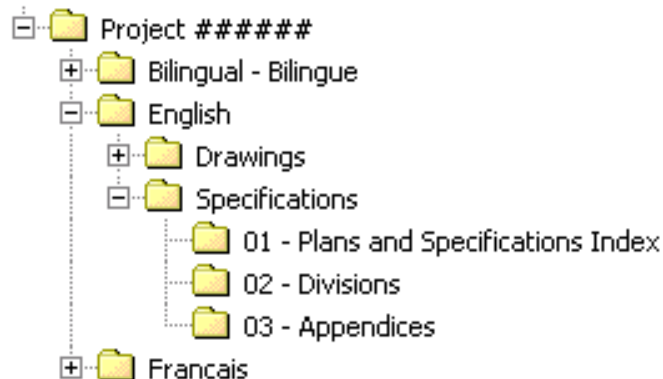 Project ######
Bilingual - Bilingue
English
Drawings
Specifications
01 - Plans and Specifications Index
02 - Divisions
03 - Appendices
Francais